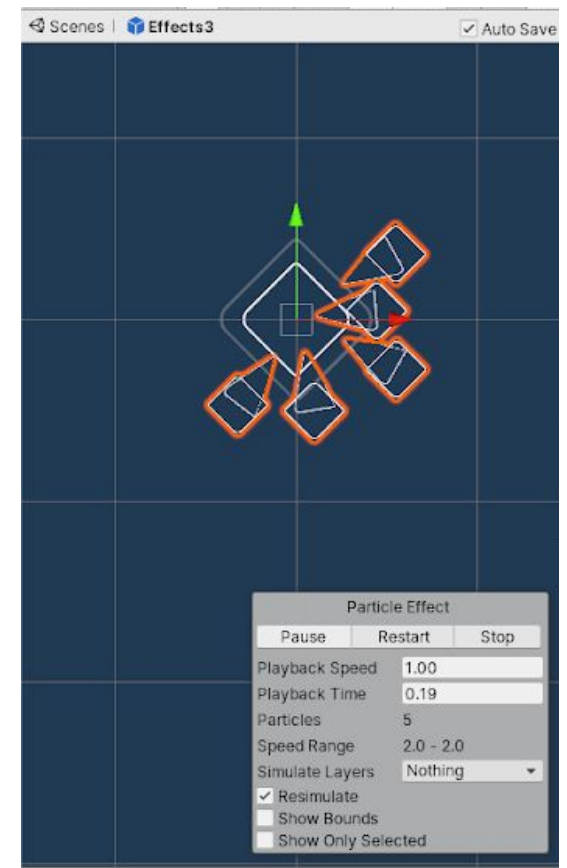 Scenes | Effects3 Auto Save
Particle Effect
Pause Restart Stop
Playback Speed 1.00
Playback Time 0.19
Particles 5
Speed Range 2.0 - 2.0
Simulate Layers Nothing
Resimulate
Show Bounds
Show Only Selected